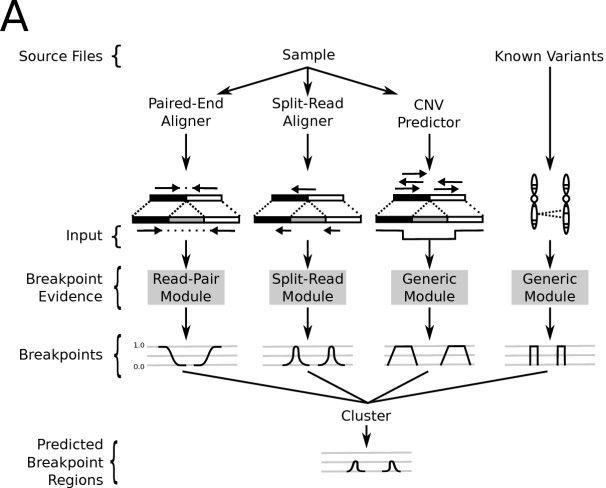 A
Source Files
Sample
Known Variants
Paired-End
Aligner
Split-Read
Aligner
CNV
Predictor
Input
Breakpoint
Evidence
Read-Pair
Module
Split-Read
Module
Generic
Module
Generic
Module
Breakpoints
1.0
0.0
Cluster
Predicted
Breakpoint
Regions